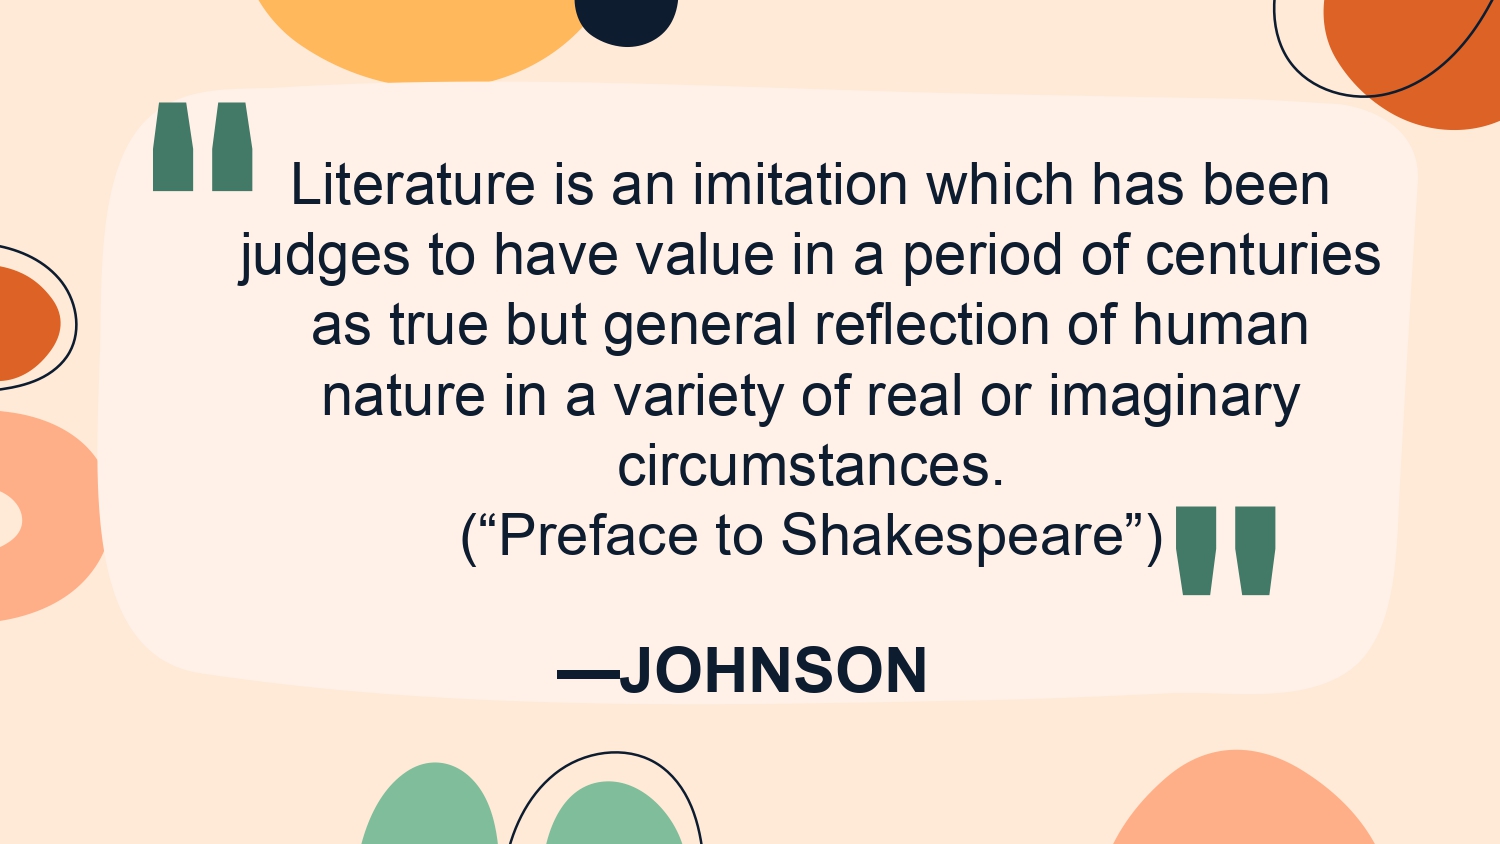 "
Literature is an imitation which has been
judges to have value in a period of centuries
as true but general reflection of human
nature in a variety of real or imaginary
circumstances.
(“Preface to Shakespeare”)
"
—JOHNSON